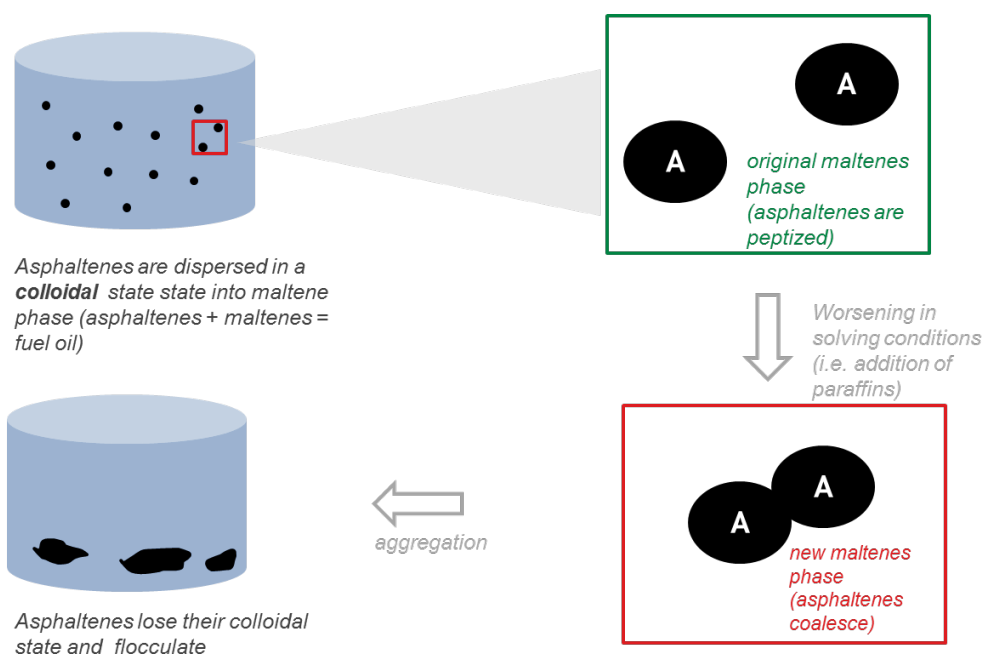 A
A
original maltenes
phase
(asphaltenes are
peptized)
Asphaltenes are dispersed in a
colloidal state state into maltene
phase (asphaltenes + maltenes =
fuel oil)
Worsening in
solving conditions
(i.e. addition of
paraffins)
A
A
new maltenes
phase
(asphaltenes
coalesce)
aggregation
Asphaltenes lose their colloidal
state and flocculate